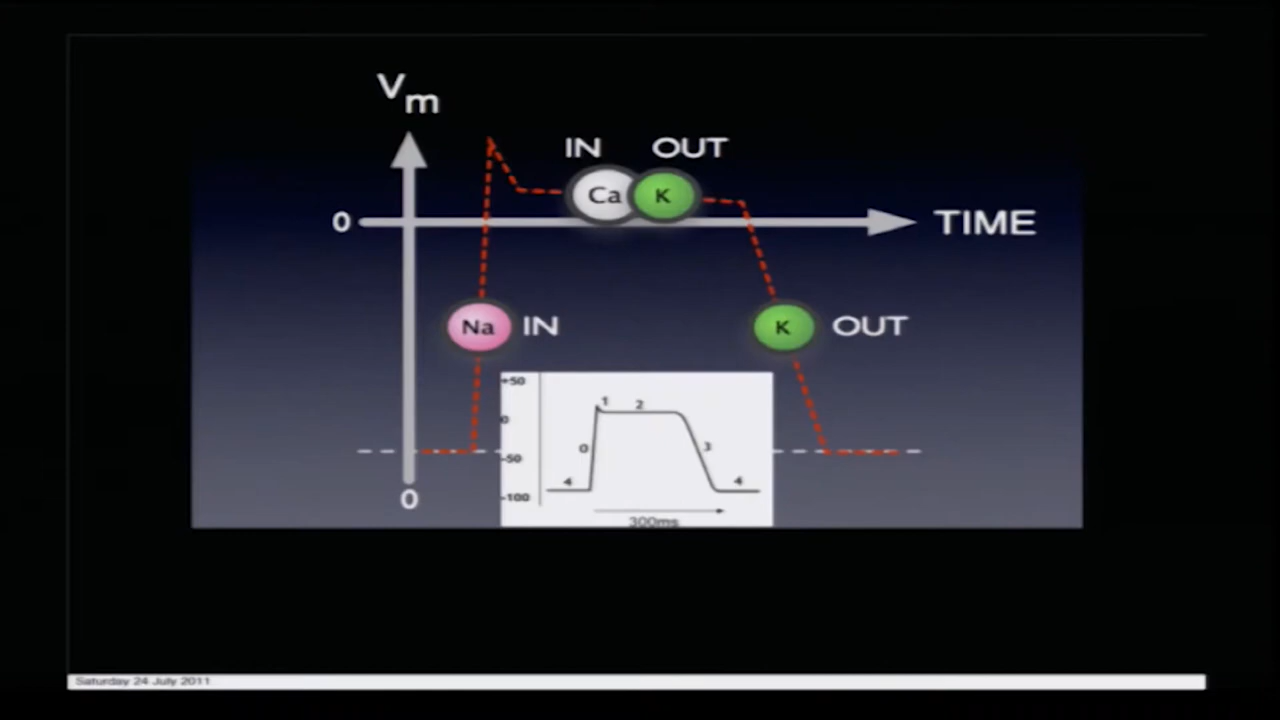 Vm
IN OUT
Ca K
0
TIME
Na IN
K OUT
+50
1 2
0
0
3
-50
4
4
-100
0
300ms
Saturday 24 July 2011